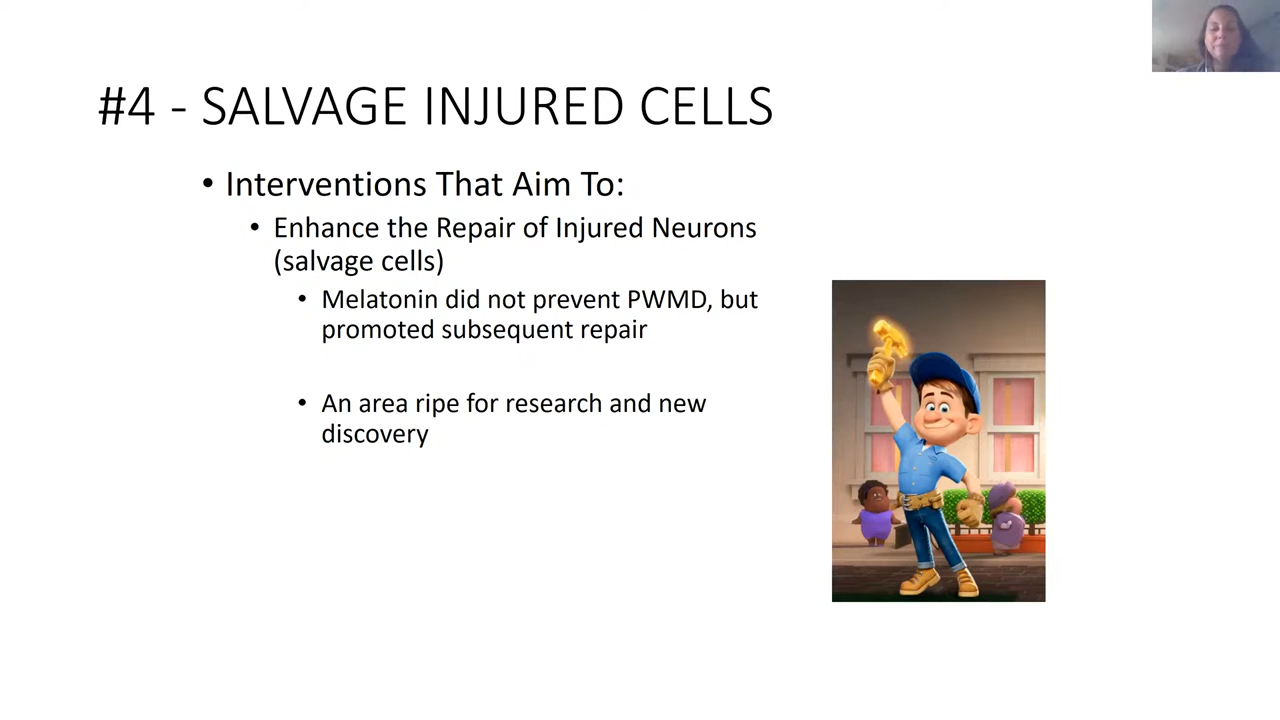 #4 - SALVAGE INJURED CELLS
• Interventions That Aim To:
• Enhance the Repair of Injured Neurons
(salvage cells)
• Melatonin did not prevent PWMD, but
promoted subsequent repair
• An area ripe for research and new
discovery